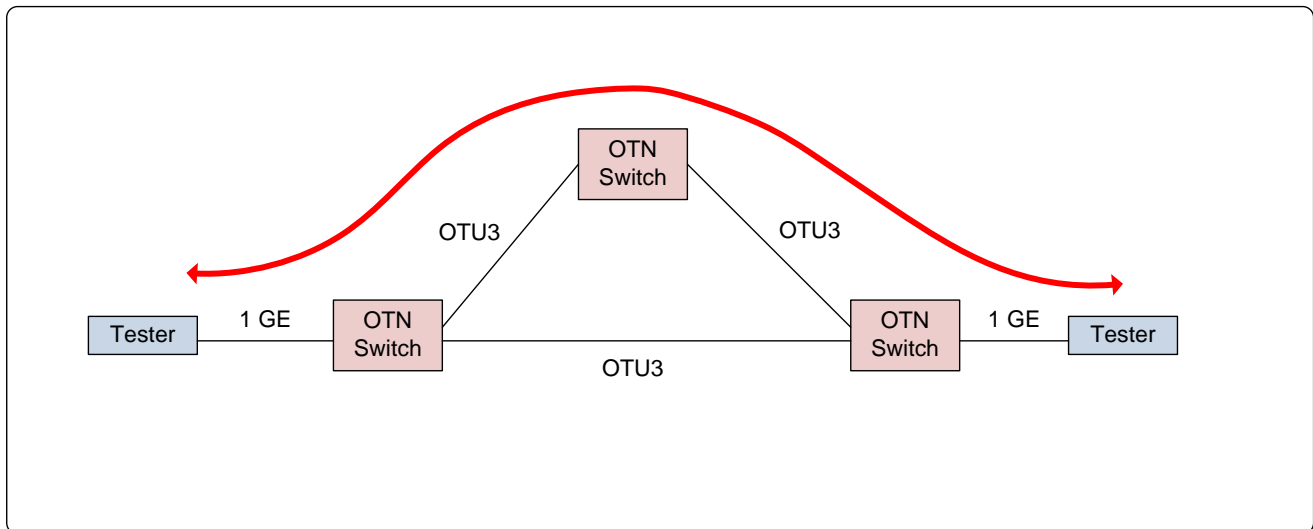 OTN
Switch
OTU3
OTU3
Tester
1 GE
OTN
Switch
OTU3
OTN
Switch
1 GE
Tester